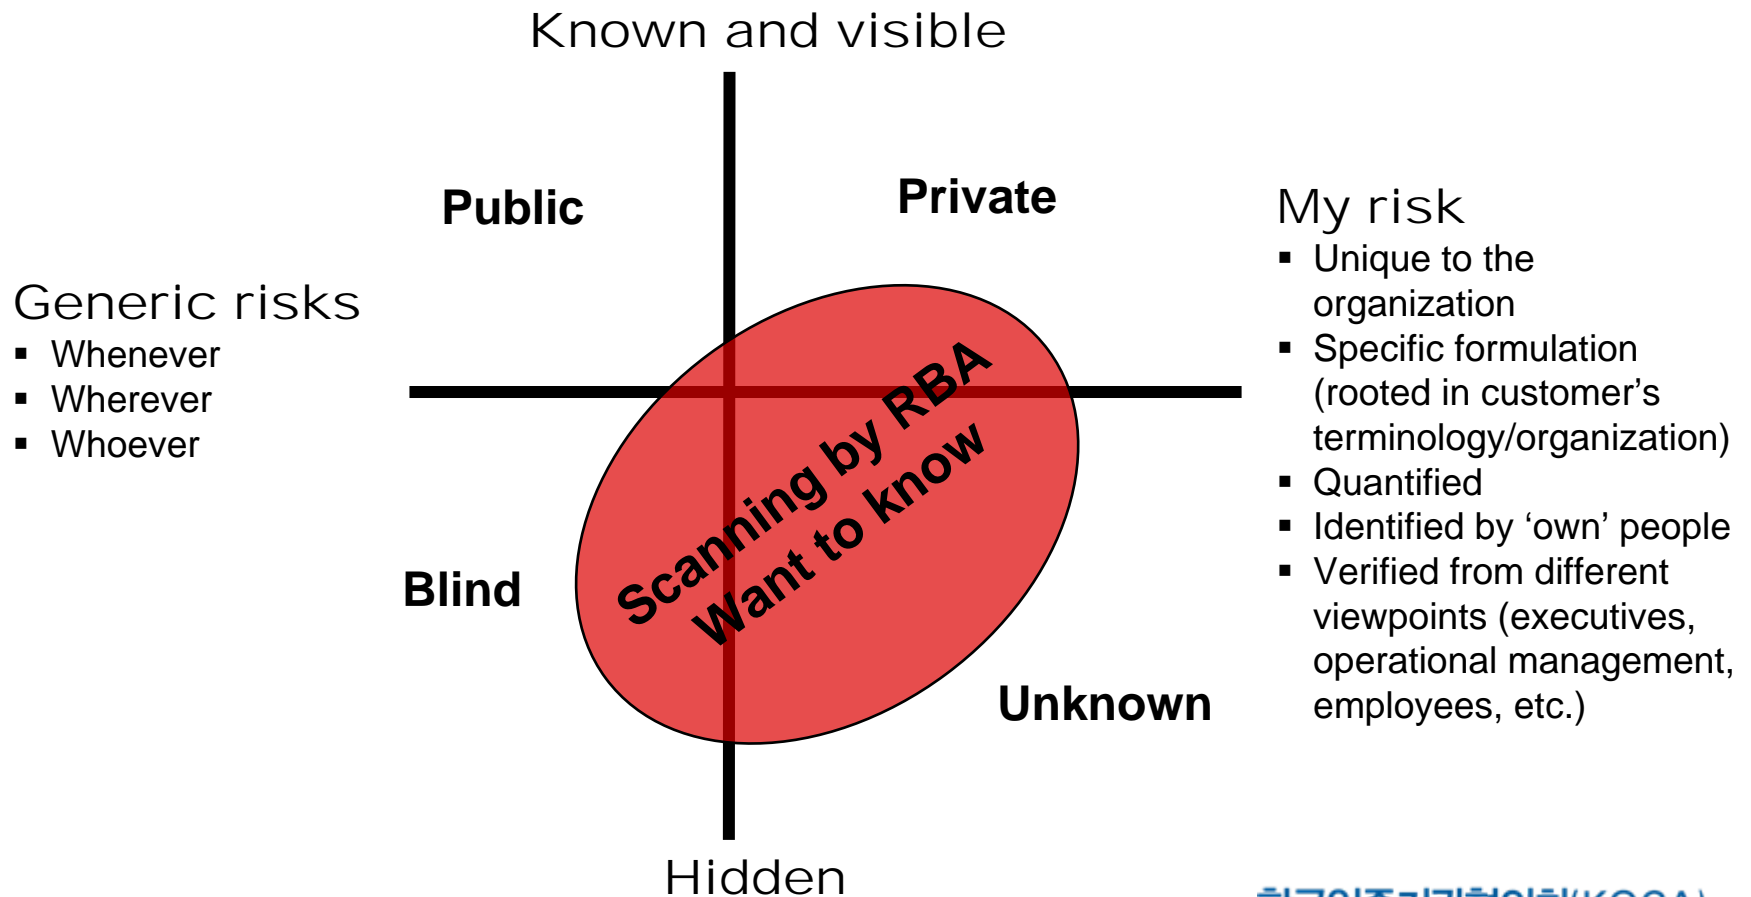 Known and visible
Public
Private
Generic risks
▪ Whenever
▪ Wherever
▪ Whoever
My risk
▪ Unique to the
organization
▪ Specific formulation
(rooted in customer's
terminology/organization)
▪ Quantified
▪ Identified by ‘own’ people
▪ Verified from different
viewpoints (executives,
operational management,
employees, etc.)
Scanning by RBA
Want to know
Blind
Unknown
Hidden